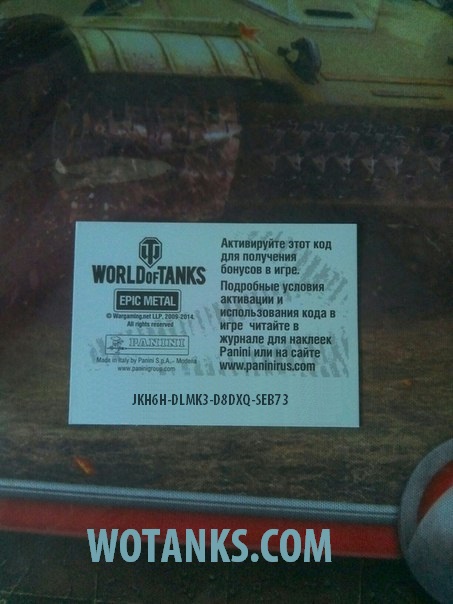 WORLD OF TANKS
EPIC METAL
© Wargaming.net LLP, 2009-2014
All rights reserved
PANINI
Made in Italy by Panini S.p.A. - Modena
www.paninigroup.com
Активируйте этот код
для получения
бонусов в игре.
Подробные условия
активации и
использования кода в
игре читайте в
журнале для наклеек
Panini или на сайте
www.paninirus.com
JKH6H-DLMK3-D8DXQ-SEB73
WOTANKS.COM